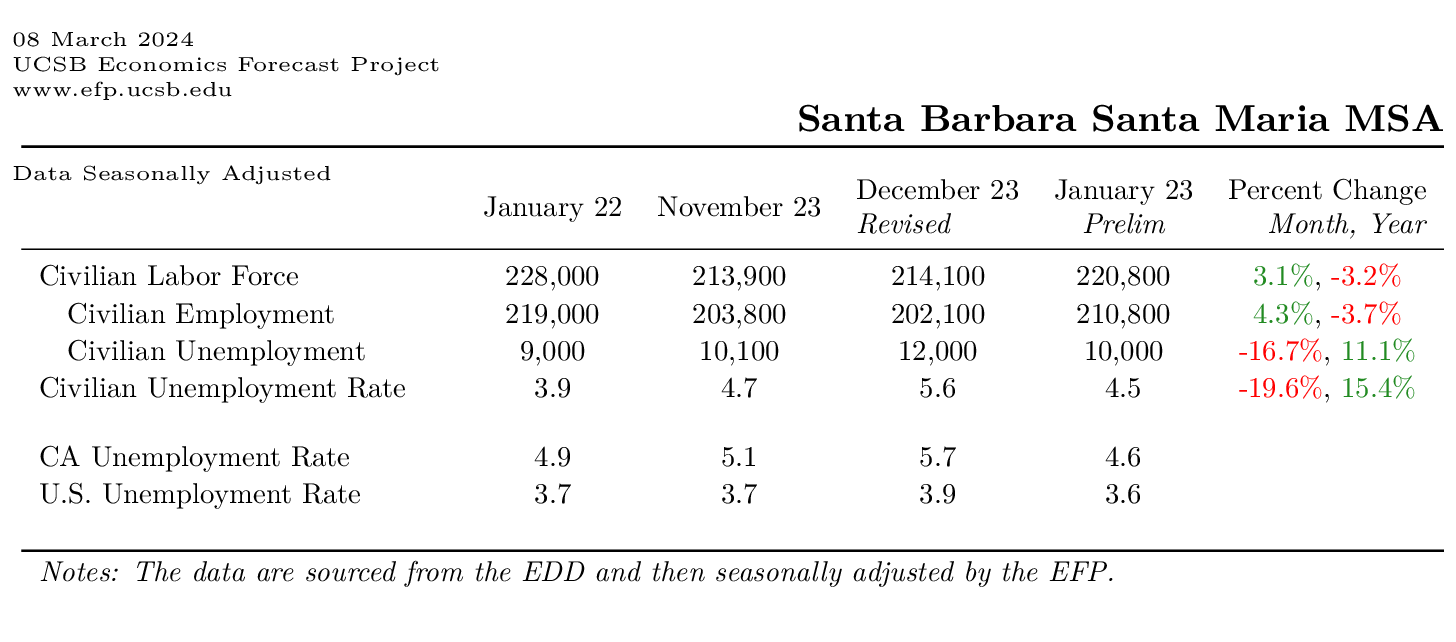 08 March 2024
UCSB Economics Forecast Project
www.efp.ucsb.edu
Santa Barbara Santa Maria MSA
Data Seasonally Adjusted
January 22 November 23 December 23 January 23 Percent Change
Revised Prelim Month, Year
Civilian Labor Force 228,000 213,900 214,100 220,800 3.1%, -3.2%
Civilian Employment 219,000 203,800 202,100 210,800 4.3%, -3.7%
Civilian Unemployment 9,000 10,100 12,000 10,000 -16.7%, 11.1%
Civilian Unemployment Rate 3.9 4.7 5.6 4.5 -19.6%, 15.4%
CA Unemployment Rate 4.9 5.1 5.7 4.6
U.S. Unemployment Rate 3.7 3.7 3.9 3.6
Notes: The data are sourced from the EDD and then seasonally adjusted by the EFP.